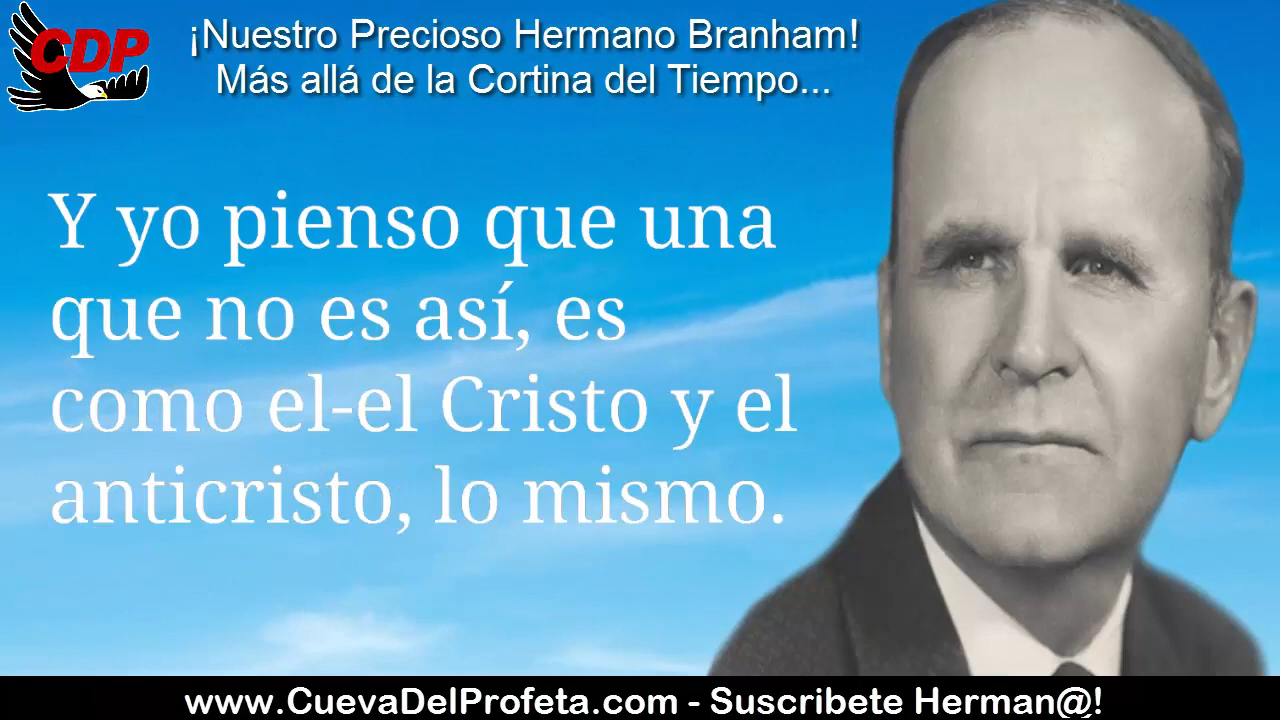 CDP
¡Nuestro Precioso Hermano Branham!
Más allá de la Cortina del Tiempo...
Y yo pienso que una
que no es así, es
como el-el Cristo y el
anticristo, lo mismo.
www.CuevaDelProfeta.com - Suscribete Herman@!